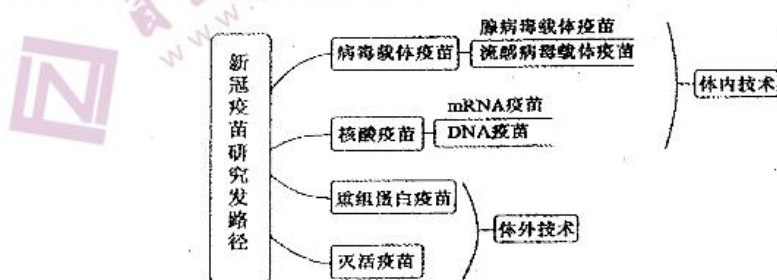 新冠疫苗研究发路径
病毒载体疫苗
腺病毒载体疫苗
流感病毒载体疫苗
核酸疫苗
mRNA疫苗
DNA疫苗
体内技术
重组蛋白疫苗
灭活疫苗
体外技术